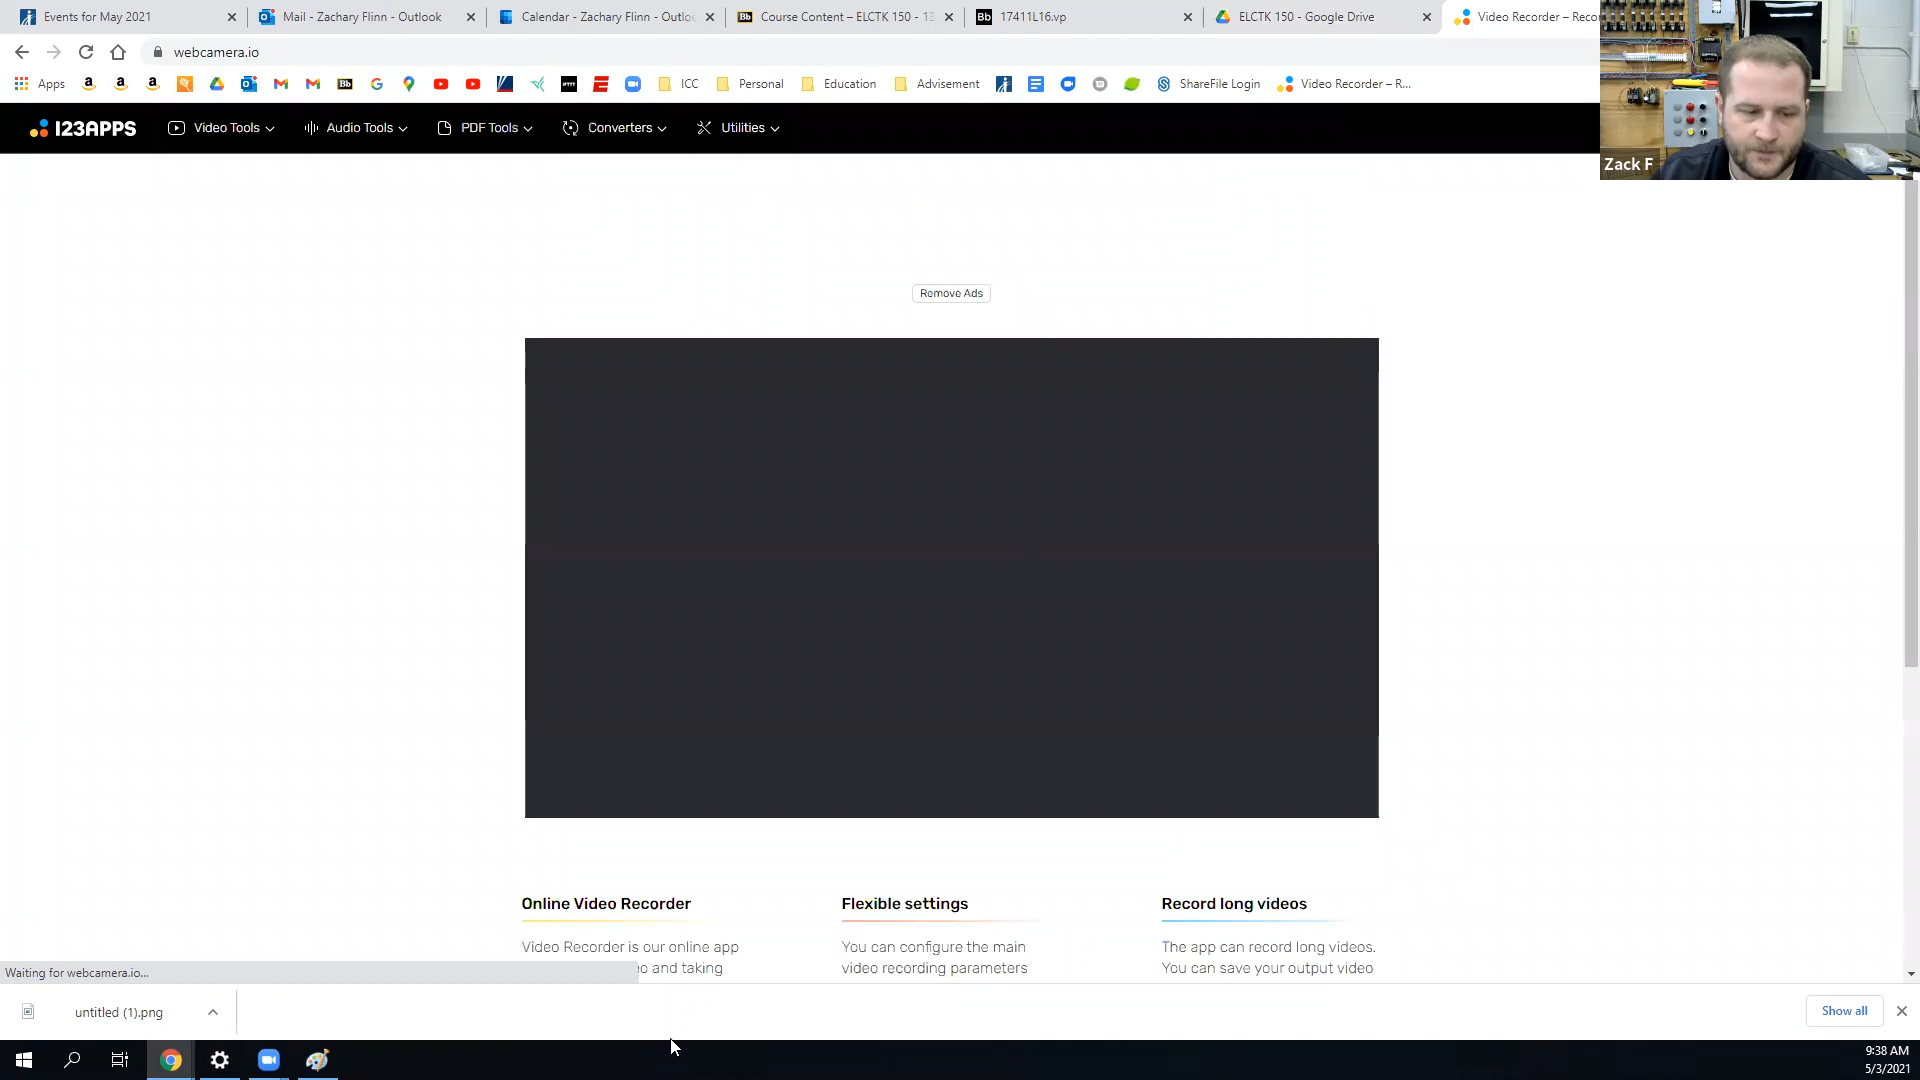 Events for May 2021
Mail - Zachary Flinn - Outlook
Calendar - Zachary Flinn - Outlo
Course Content – ELCTK 150 - 13
17411L16.vp
ELCTK 150 - Google Drive
Video Recorder – Reco
webcamera.io
Apps
ICC
Personal
Education
Advisement
ShareFile Login
Video Recorder – R...
Zack F
123APPS
Video Tools
Audio Tools
PDF Tools
Converters
Utilities
Remove Ads
Online Video Recorder
Flexible settings
Record long videos
Video Recorder is our online app
o and taking
You can configure the main
video recording parameters
The app can record long videos.
You can save your output video
Waiting for webcamera.io...
untitled (1).png
Show all
9:38 AM
5/3/2021